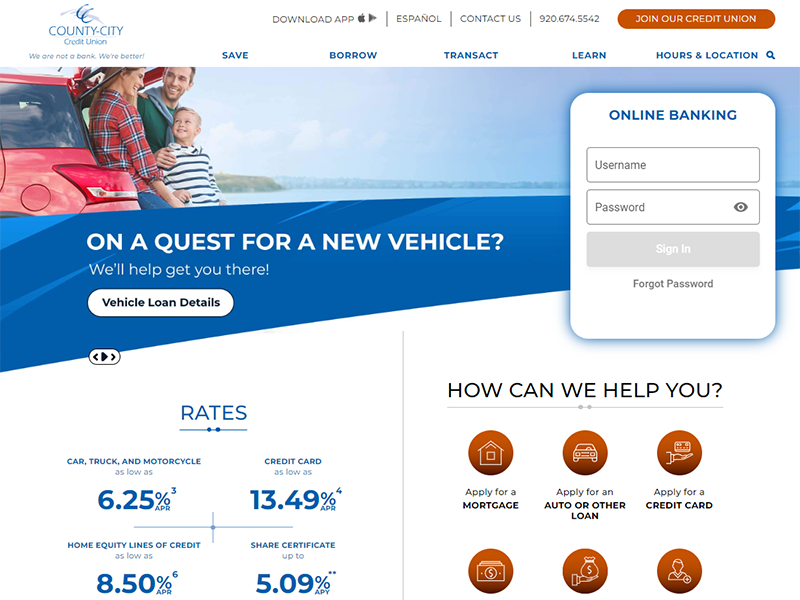 COUNTY-CITY
Credit Union
We are not a bank. We're better!
DOWNLOAD APP
ESPAÑOL
CONTACT US
920.674.5542
JOIN OUR CREDIT UNION
SAVE
BORROW
TRANSACT
LEARN
HOURS & LOCATION
ONLINE BANKING
Username
Password
Sign In
Forgot Password
ON A QUEST FOR A NEW VEHICLE?
We'll help get you there!
Vehicle Loan Details
RATES
CAR, TRUCK, AND MOTORCYCLE
as low as
6.25% APR 3
CREDIT CARD
as low as
13.49% APR 4
HOME EQUITY LINES OF CREDIT
as low as
8.50% APR 6
SHARE CERTIFICATE
up to
5.09% APY **
HOW CAN WE HELP YOU?
Apply for a
MORTGAGE
Apply for an
AUTO OR OTHER
LOAN
Apply for a
CREDIT CARD